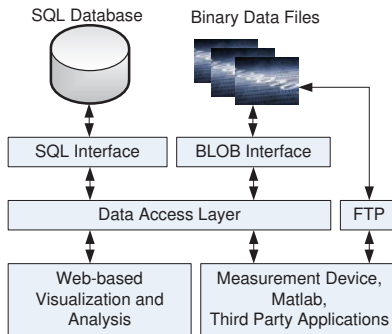 SQL Database
Binary Data Files
SQL Interface
BLOB Interface
Data Access Layer
FTP
Web-based
Visualization and
Analysis
Measurement Device,
Matlab,
Third Party Applications